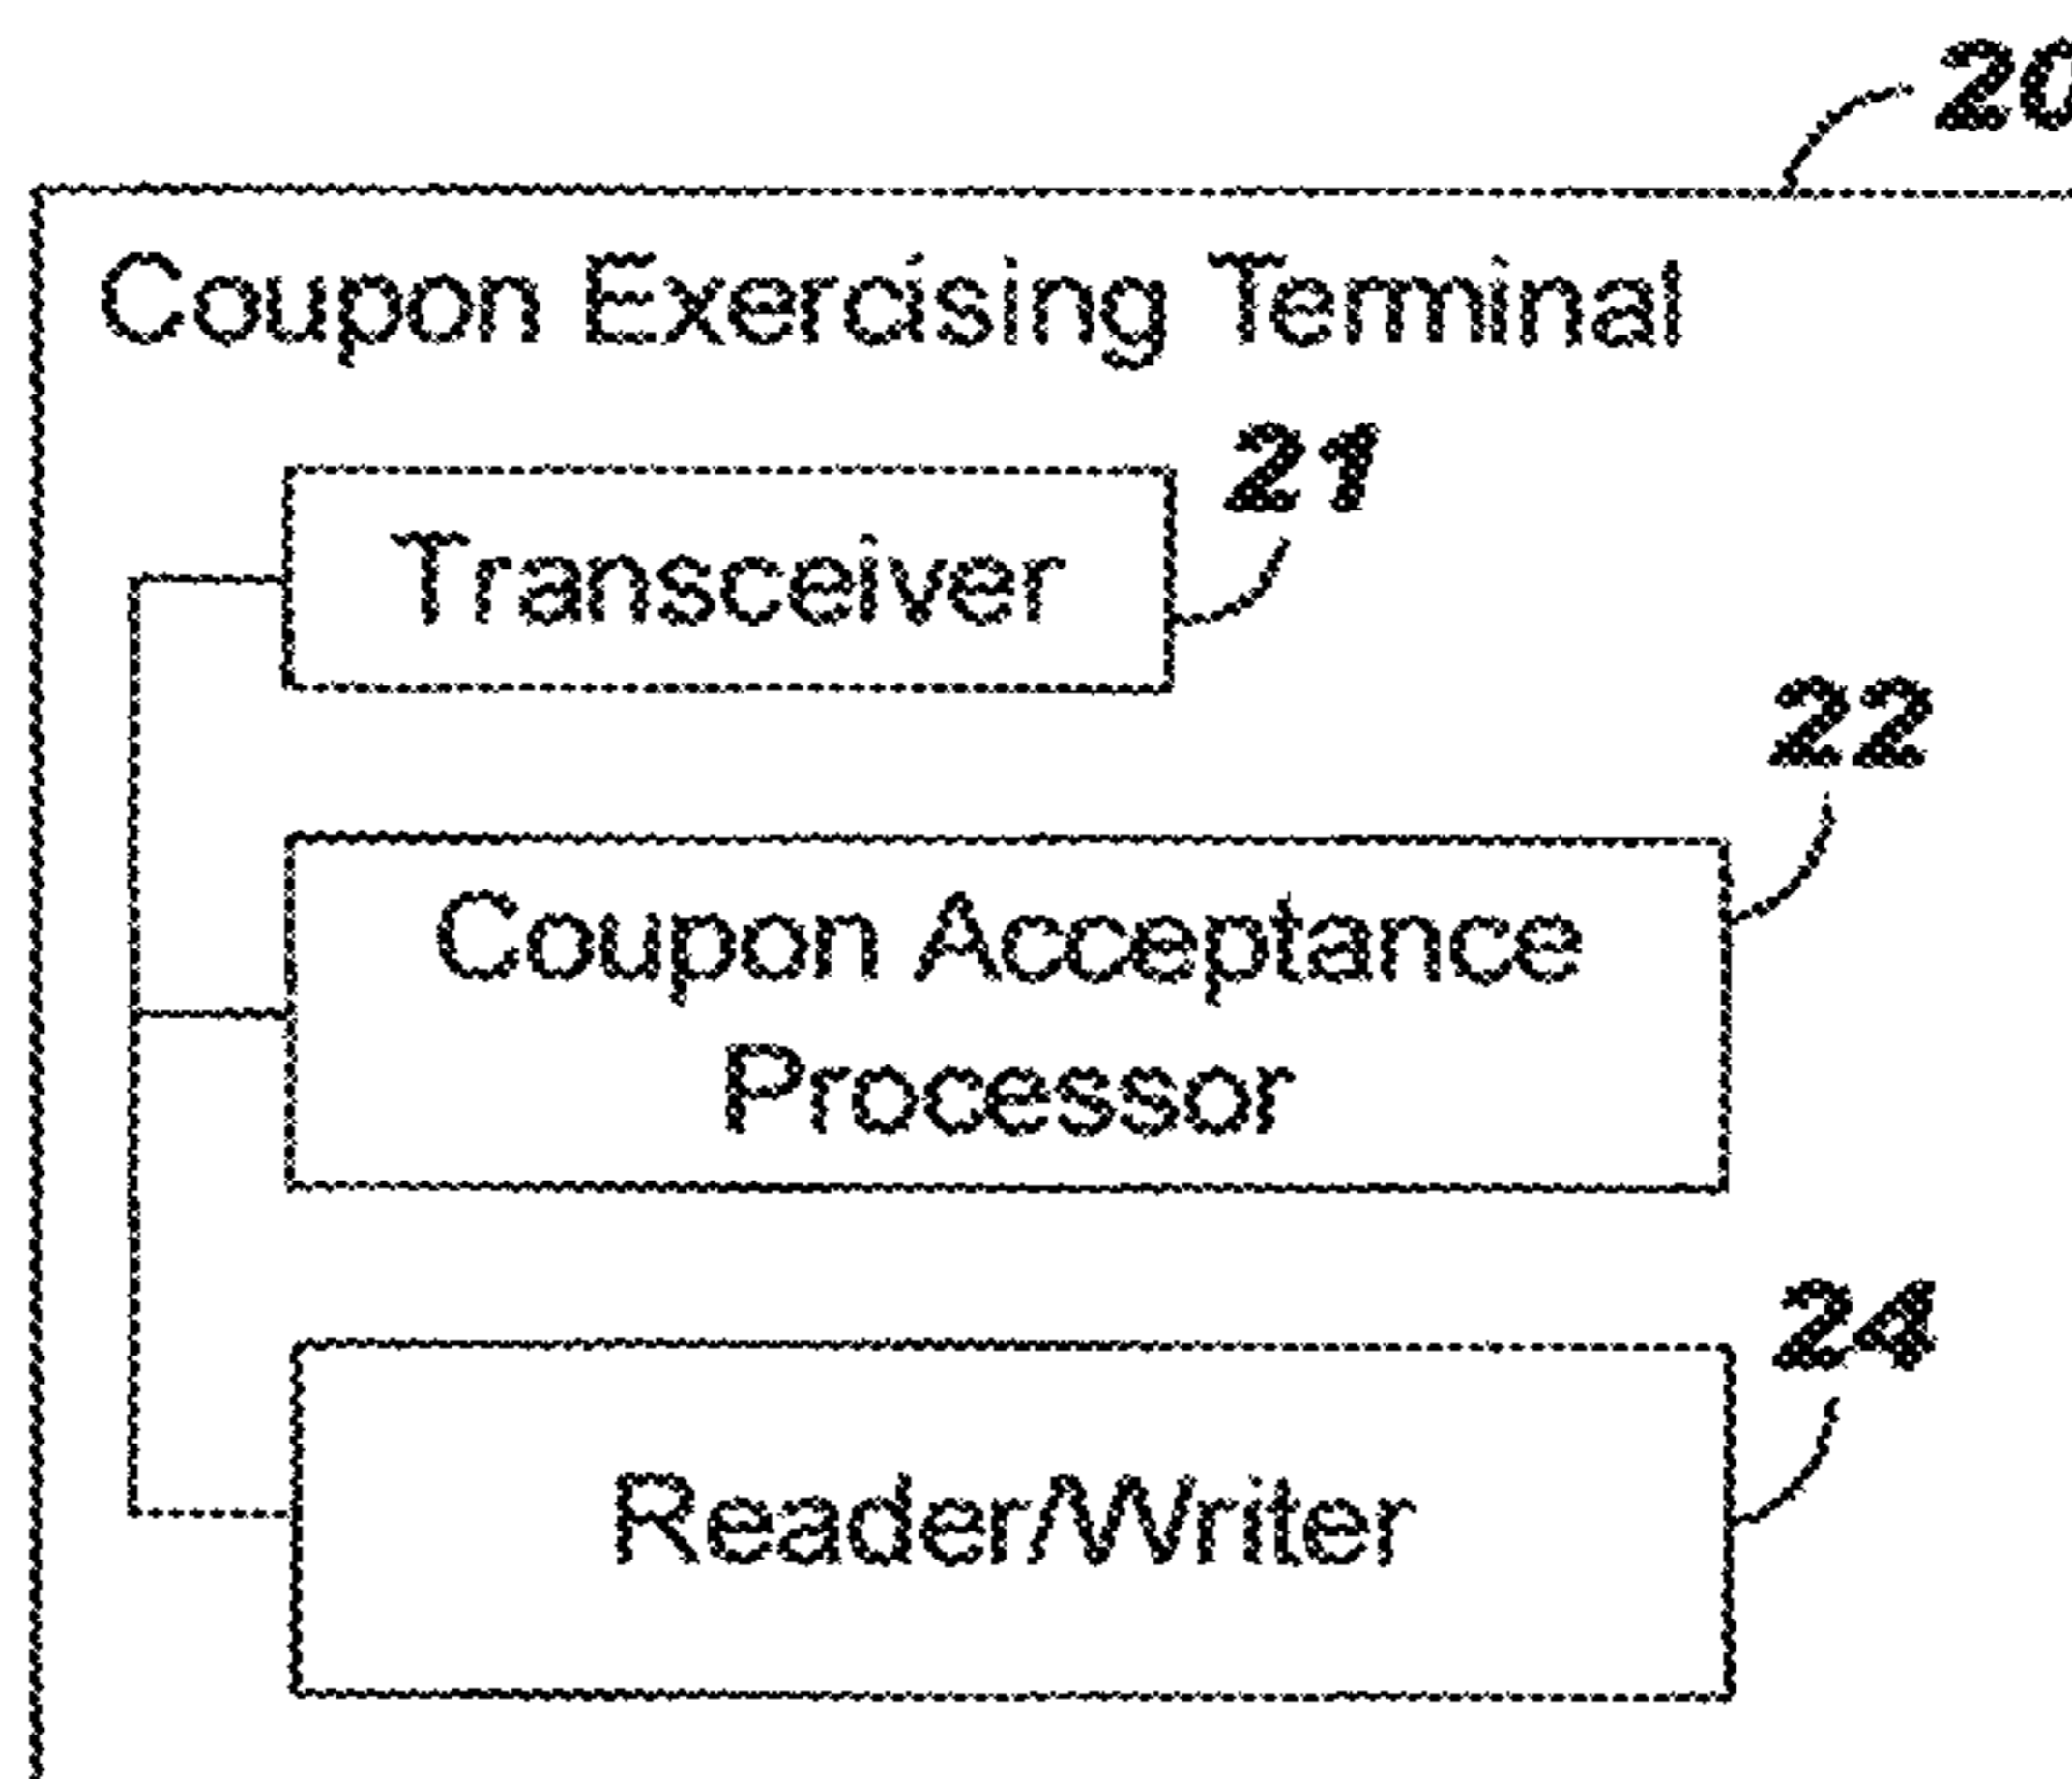 20
Coupon Exercising Terminal
21
Transceiver
22
Coupon Acceptance
Processor
24
Reader/Writer